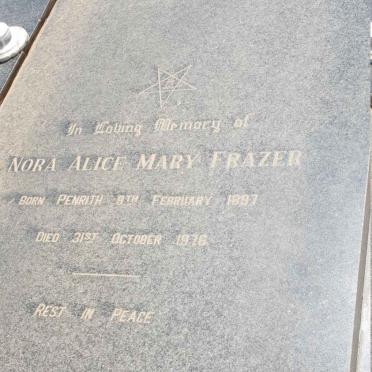 In Loving Memory of
NORA ALICE MARY FRAZER
BORN PENRITH 9TH FEBRUARY 1897
DIED 31ST OCTOBER 1976
REST IN PEACE